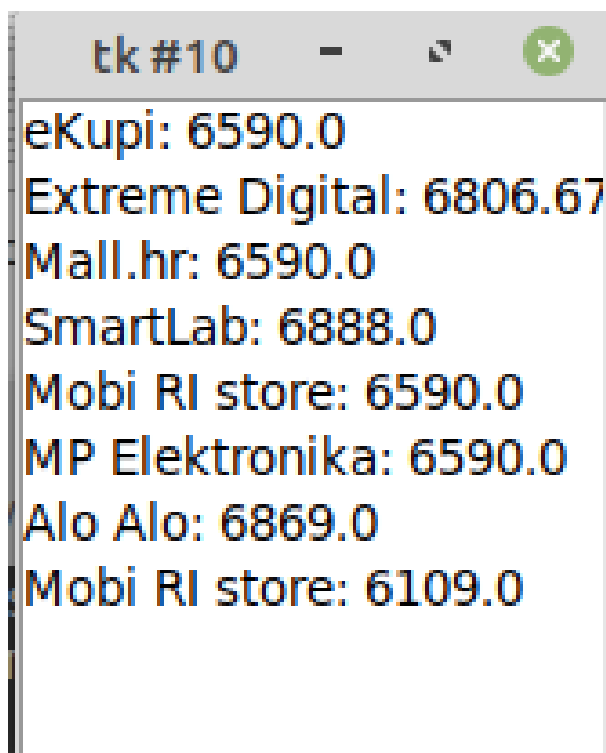 tk #10
eKupi: 6590.0
Extreme Digital: 6806.67
Mall.hr: 6590.0
SmartLab: 6888.0
Mobi RI store: 6590.0
MP Elektronika: 6590.0
Alo Alo: 6869.0
Mobi RI store: 6109.0